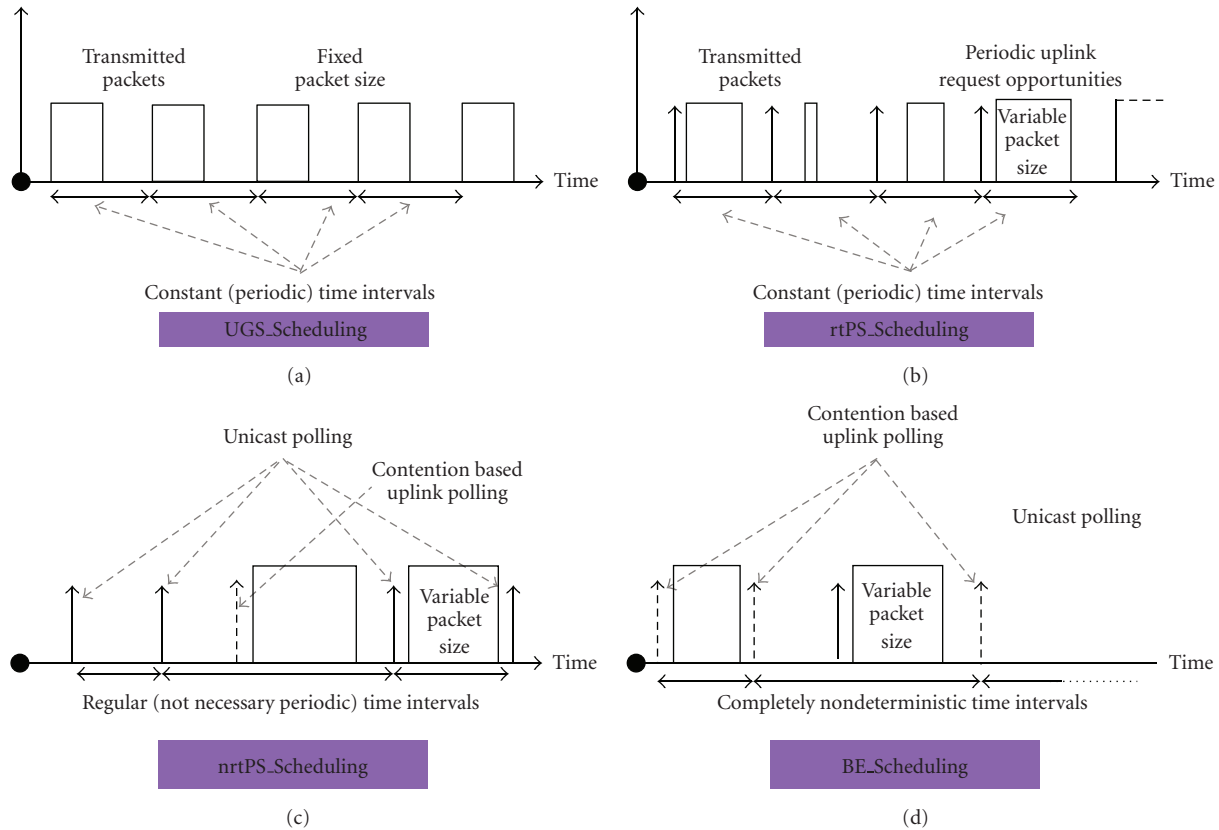 Transmitted
packets
Fixed
packet size
Time
Constant (periodic) time intervals
UGS_Scheduling
(a)
Transmitted
packets
Periodic uplink
request opportunities
Variable
packet
size
Time
Constant (periodic) time intervals
rtPS_Scheduling
(b)
Unicast polling
Contention based
uplink polling
Variable
packet
size
Time
Regular (not necessary periodic) time intervals
nrtPS_Scheduling
(c)
Contention based
uplink polling
Unicast polling
Variable
packet
size
Time
Completely nondeterministic time intervals
BE_Scheduling
(d)